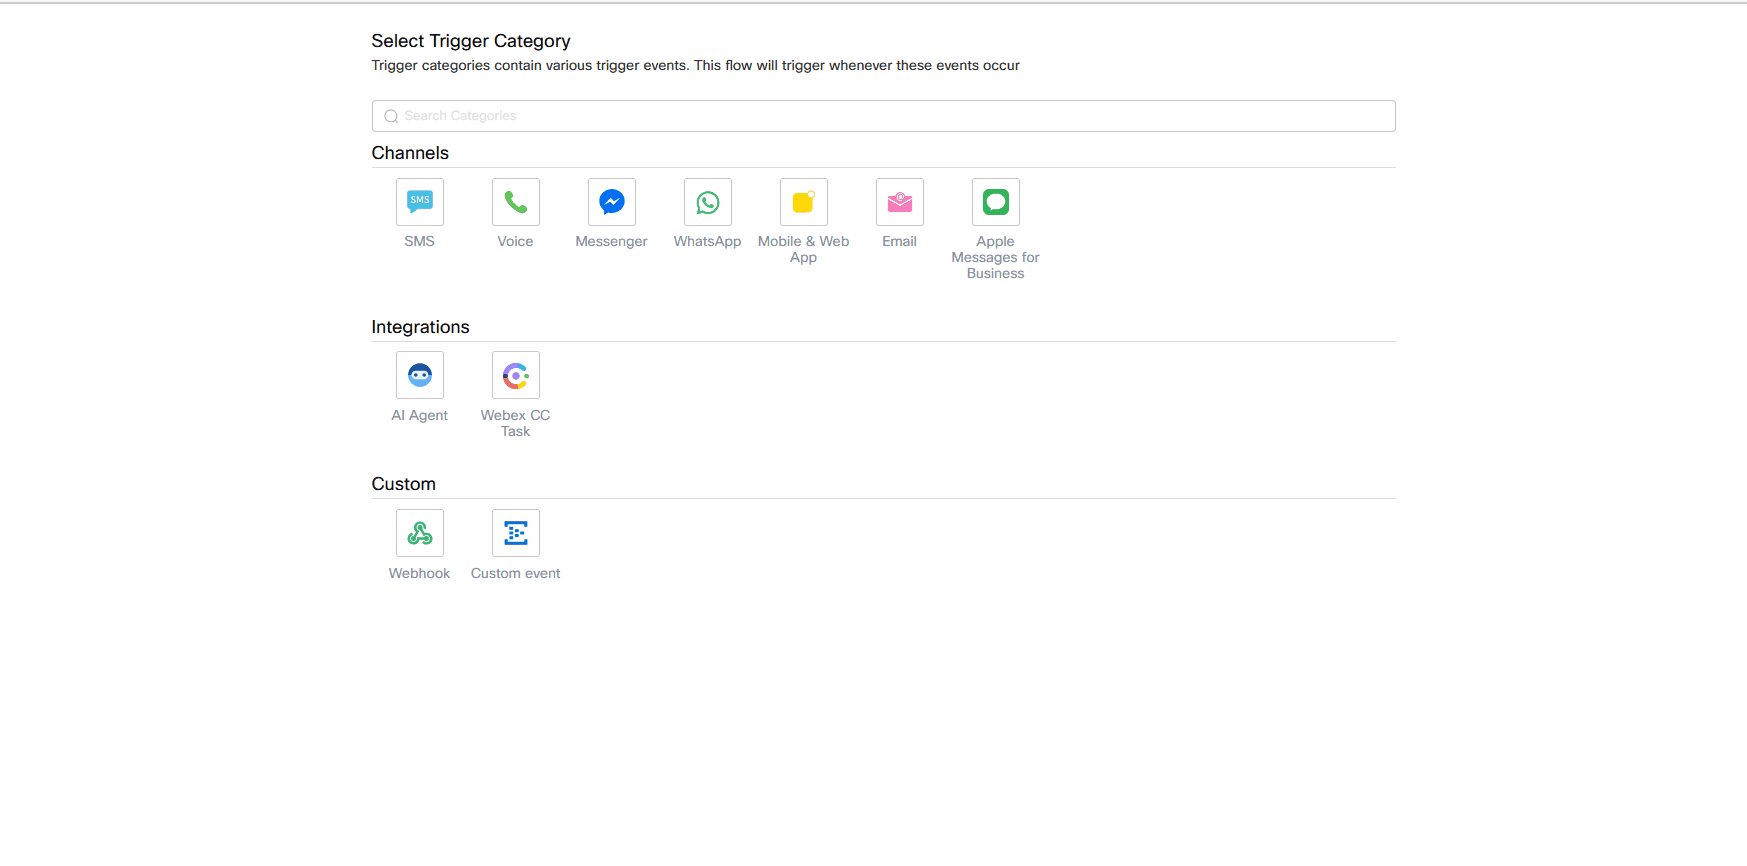 Select Trigger Category
Trigger categories contain various trigger events. This flow will trigger whenever these events occur
Search Categories
Channels
SMS
SMS
Voice
Messenger
WhatsApp
Mobile & Web
App
Email
Apple
Messages for
Business
Integrations
AI Agent
Webex CC
Task
Custom
Webhook
Custom event